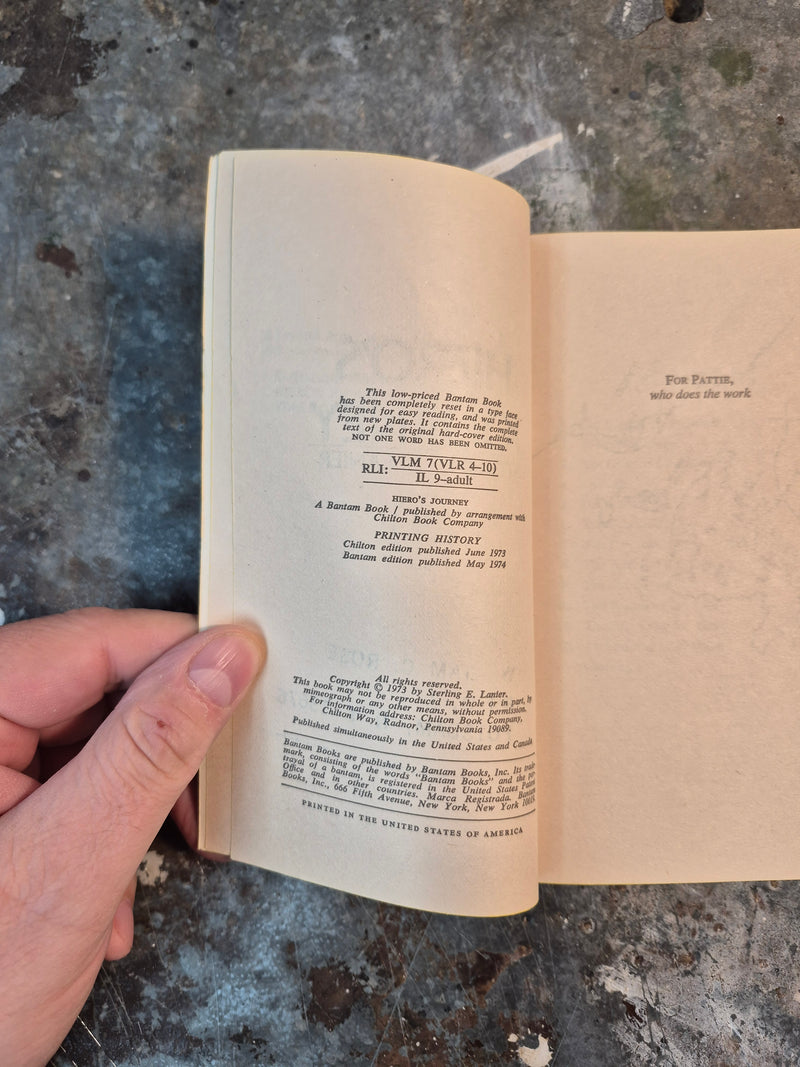 This low-priced Bantam Book
has been completely reset in a type face
designed for easy reading, and was printed
from new plates. It contains the complete
text of the original hard-cover edition.
NOT ONE WORD HAS BEEN OMITTED.
RLI: VLM 7 (VLR 4–10)
IL 9–adult
HIERO'S JOURNEY
A Bantam Book / published by arrangement with
Chilton Book Company
PRINTING HISTORY
Chilton edition published June 1973
Bantam edition published May 1974
All rights reserved.
Copyright © 1973 by Sterling E. Lanier.
This book may not be reproduced in whole or in part, by
mimeograph or any other means, without permission.
For information address: Chilton Book Company,
Chilton Way, Radnor, Pennsylvania 19089.
Published simultaneously in the United States and Canada
Bantam Books are published by Bantam Books, Inc. Its trade-
mark, consisting of the words "Bantam Books" and the por-
trayal of a bantam, is registered in the United States Patent
Office and in other countries. Marca Registrada. Bantam
Books, Inc., 666 Fifth Avenue, New York, New York 10019.
PRINTED IN THE UNITED STATES OF AMERICA
FOR PATTIE,
who does the work